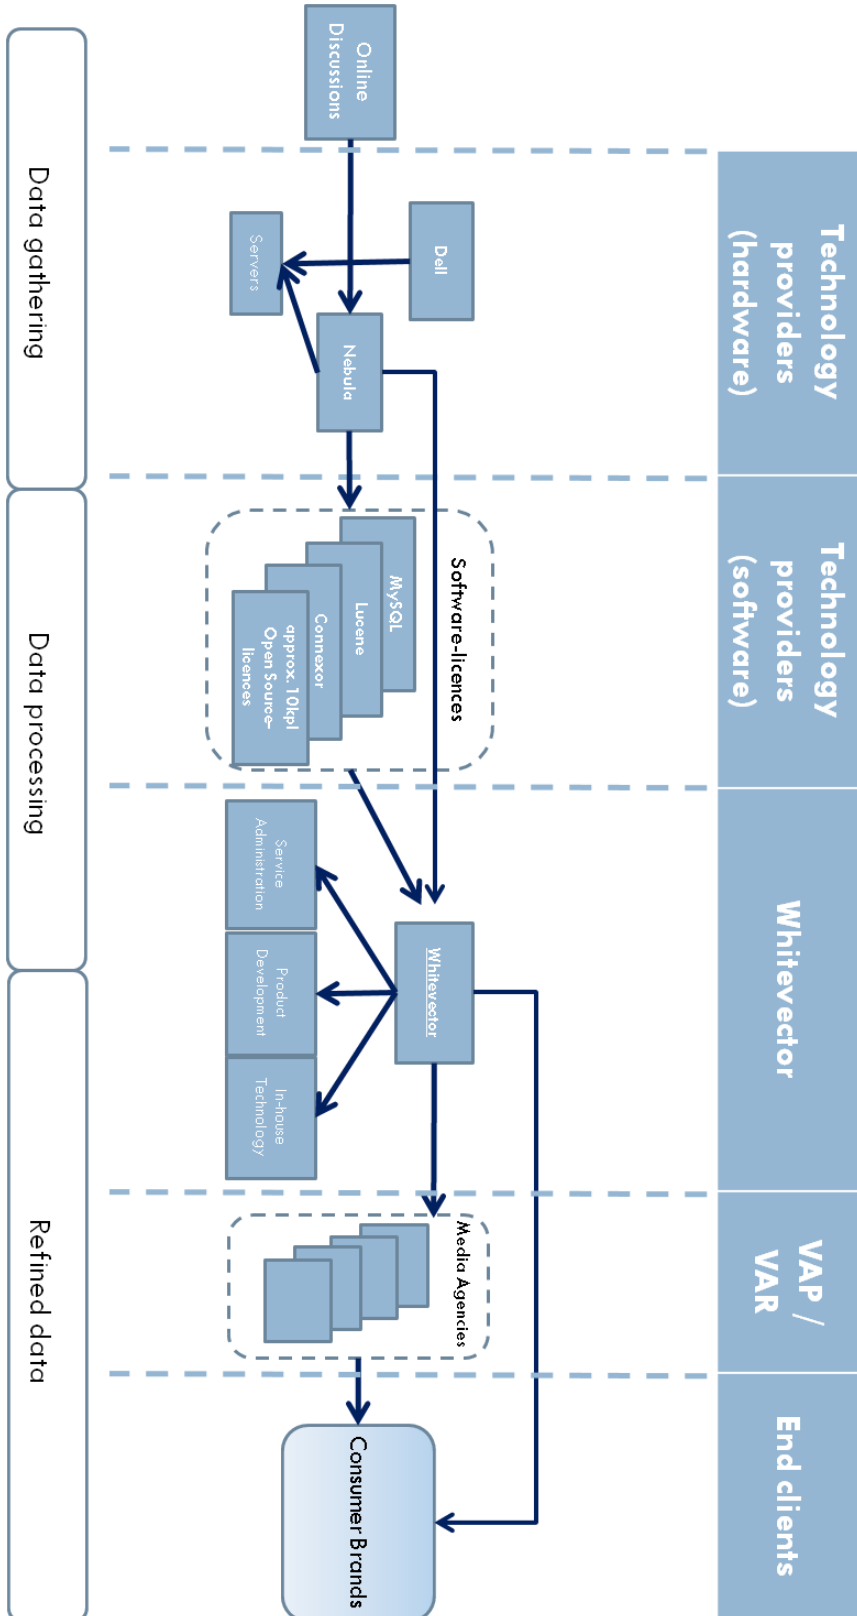 Technology
providers
(hardware)
Technology
providers
(software)
Whitevector
VAP /
VAR
End clients
Online
Discussions
Dell
Servers
Nebula
Software-licences
MySQL
Lucene
Connexor
approx. 10kpl
Open Source-
licences
Whitevector
Service
Administration
Product
Development
In-house
Technology
Media Agencies
Consumer Brands
Data gathering
Data processing
Refined data